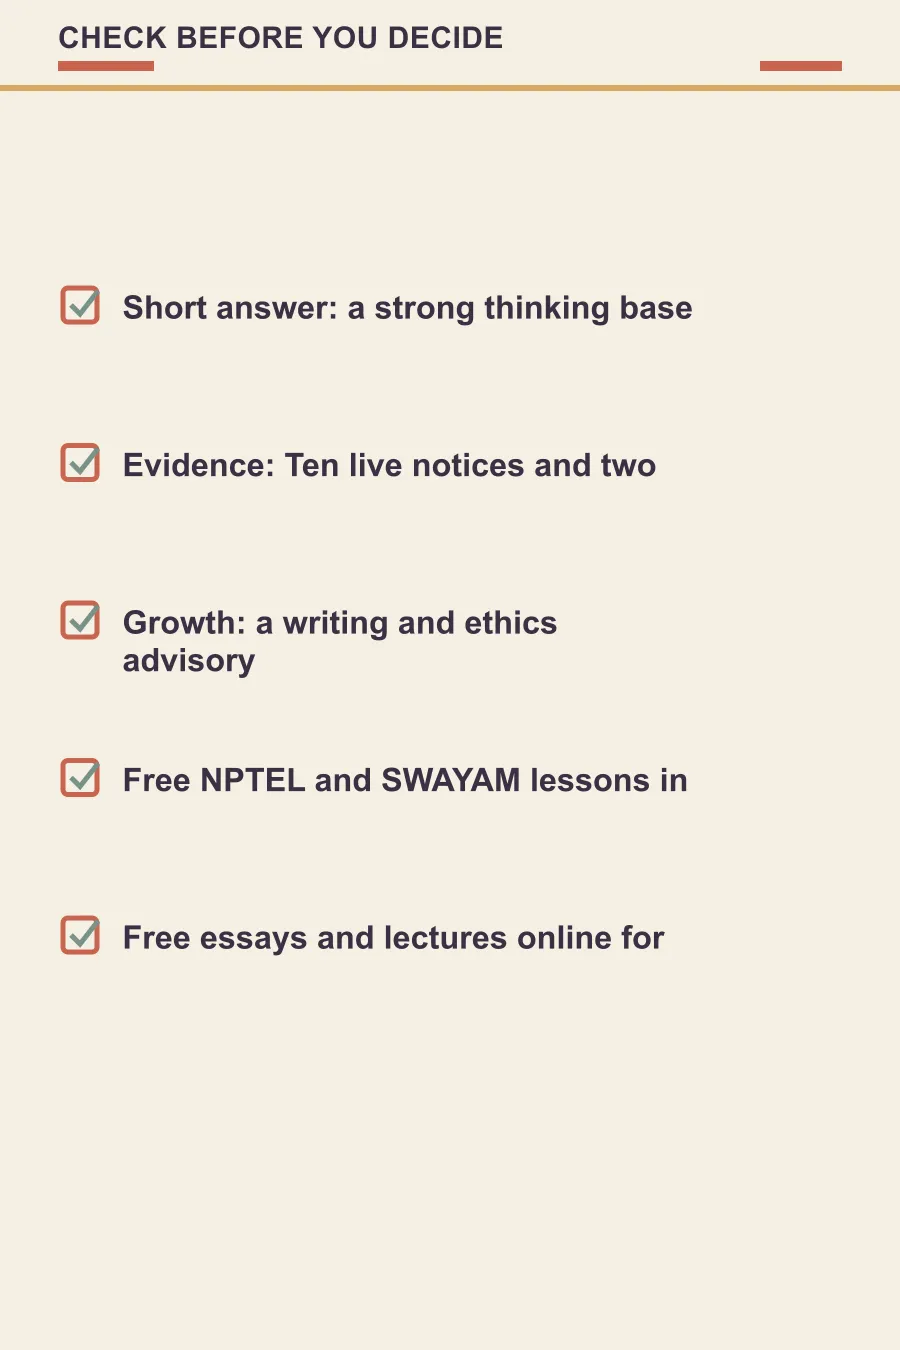 CHECK BEFORE YOU DECIDE
Short answer: a strong thinking base
Evidence: Ten live notices and two
Growth: a writing and ethics
advisory
Free NPTEL and SWAYAM lessons in
Free essays and lectures online for